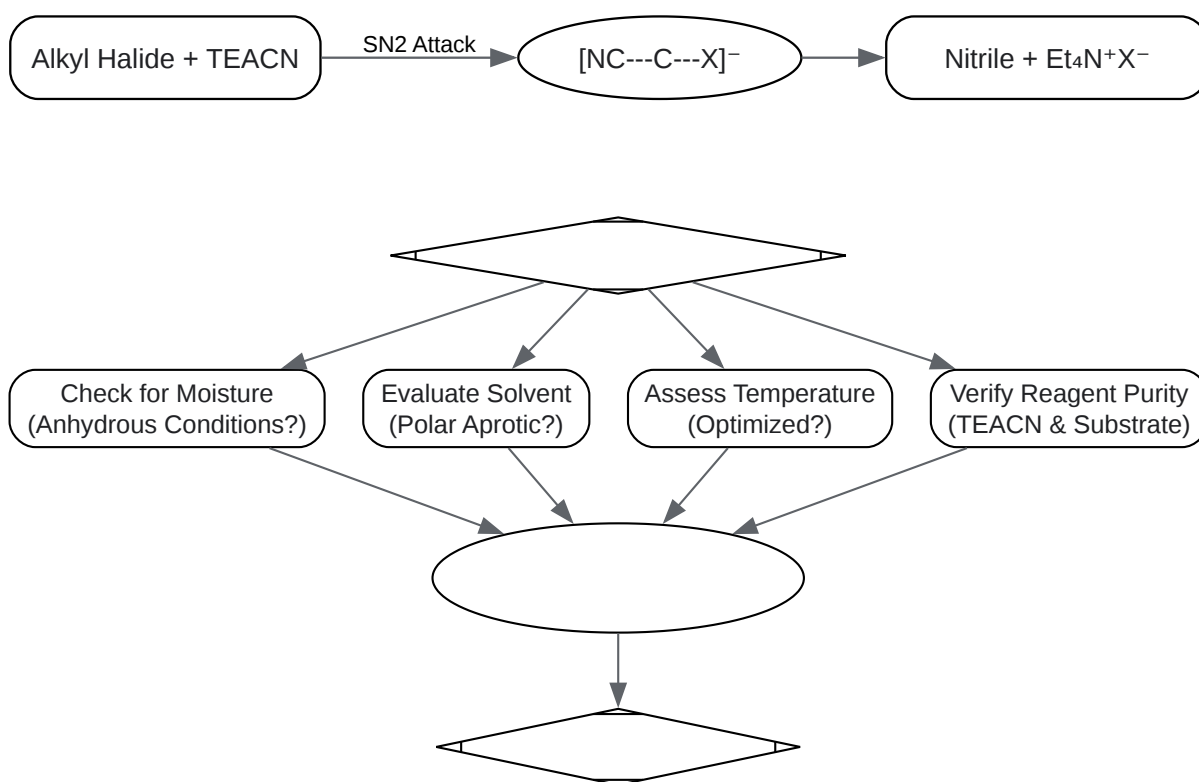 Alkyl Halide + TEACN
SN2 Attack
[NC---C---X]⁻
Nitrile + Et₄N⁺X⁻
Check for Moisture
(Anhydrous Conditions?)
Evaluate Solvent
(Polar Aprotic?)
Assess Temperature
(Optimized?)
Verify Reagent Purity
(TEACN & Substrate)